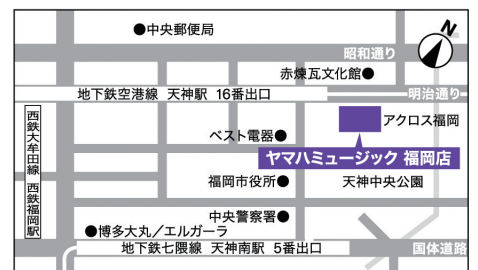 ●中央郵便局
N
昭和通り
赤煉瓦文化館●
地下鉄空港線 天神駅 16番出口
明治通り
アクロス福岡
ベスト電器●
ヤマハミュージック 福岡店
西鉄大牟田線 西鉄福岡駅
福岡市役所●
天神中央公園
中央警察署●
●博多大丸／エルガーラ
地下鉄七隈線 天神南駅 5番出口
国体道路